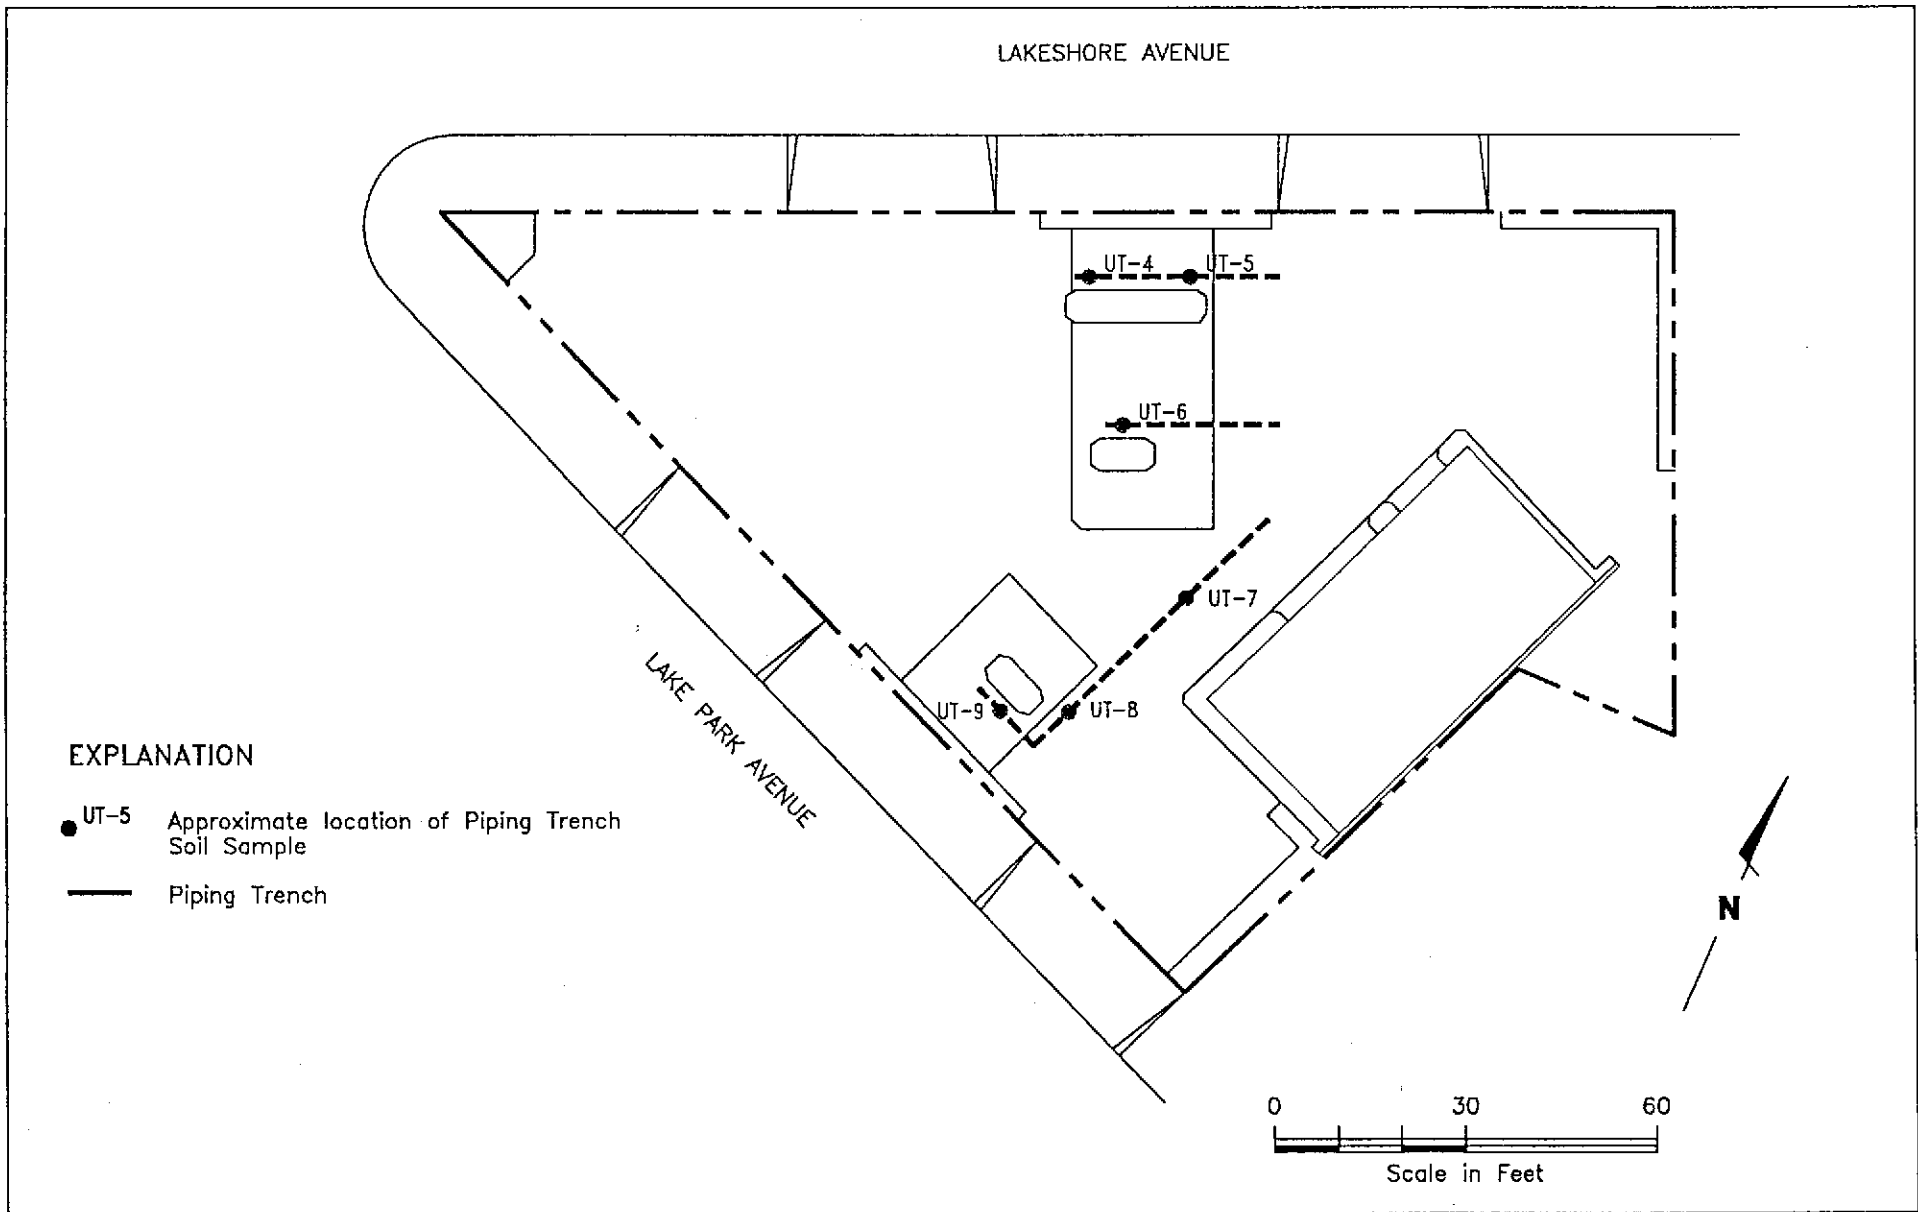 LAKESHORE AVENUE
UT-4
UT-5
UT-6
UT-7
UT-9
UT-8
LAKE PARK AVENUE
EXPLANATION
UT-5 Approximate location of Piping Trench
Soil Sample
Piping Trench
N
0 30 60
Scale in Feet